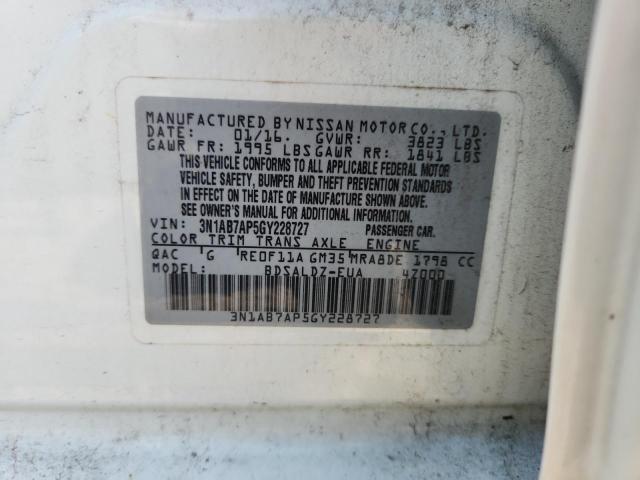 MANUFACTURED BY NISSAN MOTOR CO., LTD.
DATE: 01/16. GVWR: 3823 LBS
GAWR FR: 1995 LBS GAWR RR: 1841 LBS
THIS VEHICLE CONFORMS TO ALL APPLICABLE FEDERAL MOTOR
VEHICLE SAFETY, BUMPER AND THEFT PREVENTION STANDARDS
IN EFFECT ON THE DATE OF MANUFACTURE SHOWN ABOVE.
SEE OWNER'S MANUAL FOR ADDITIONAL INFORMATION.
VIN: 3N1AB7AP5GY228727 PASSENGER CAR.
COLOR TRIM TRANS AXLE ENGINE
QAC G RE0F11A GM35 MRA8DE 1798 CC
BDSALDZ-EUA 4Z000
3N1AB7AP5GY228727